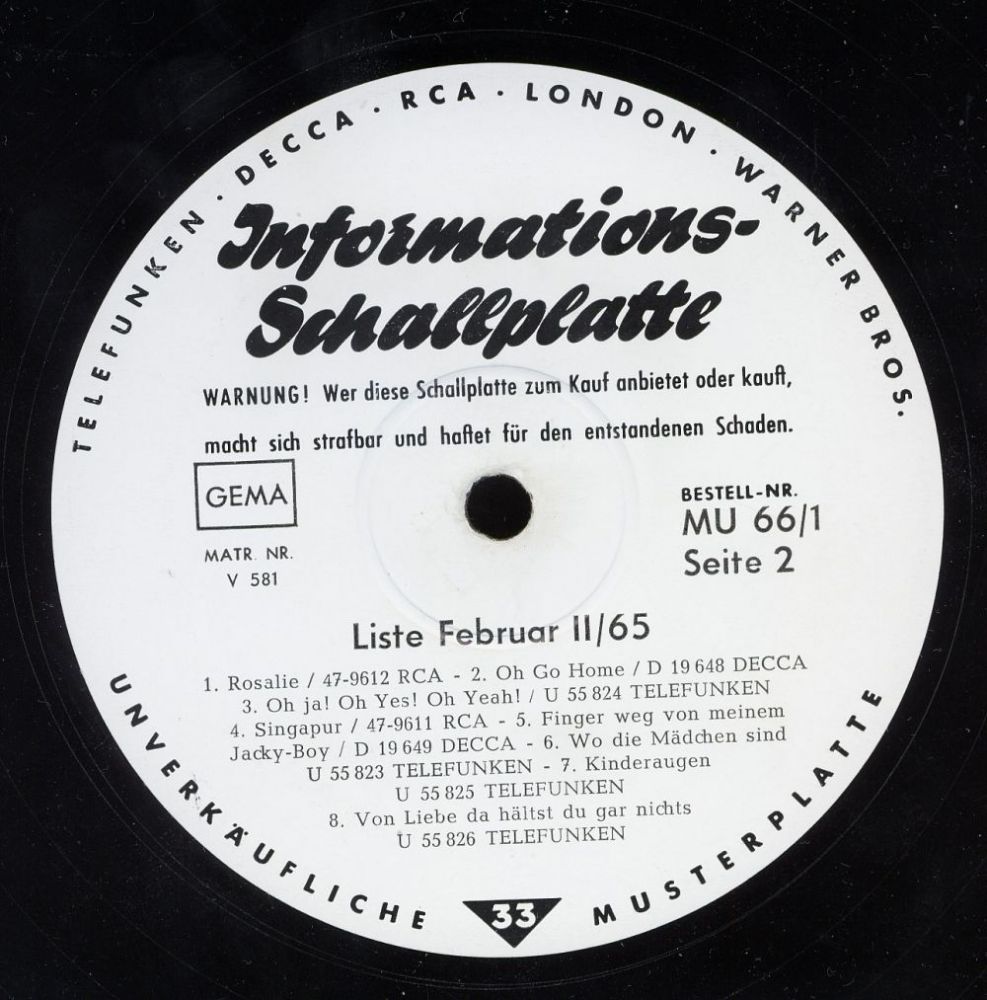 TELEFUNKEN · DECCA · RCA · LONDON · WARNER BROS.
Informations-
Schallplatte
WARNUNG! Wer diese Schallplatte zum Kauf anbietet oder kauft,
macht sich strafbar und haftet für den entstandenen Schaden.
GEMA
MATR. NR.
V 581
BESTELL-NR.
MU 66/1
Seite 2
Liste Februar II/65
1. Rosalie / 47-9612 RCA - 2. Oh Go Home / D 19 648 DECCA
3. Oh ja! Oh Yes! Oh Yeah! / U 55 824 TELEFUNKEN
4. Singapur / 47-9611 RCA - 5. Finger weg von meinem
Jacky-Boy / D 19 649 DECCA - 6. Wo die Mädchen sind
U 55 823 TELEFUNKEN - 7. Kinderaugen
U 55 825 TELEFUNKEN
8. Von Liebe da hältst du gar nichts
U 55 826 TELEFUNKEN
UNVERKÄUFLICHE 33 MUSTERPLATTE